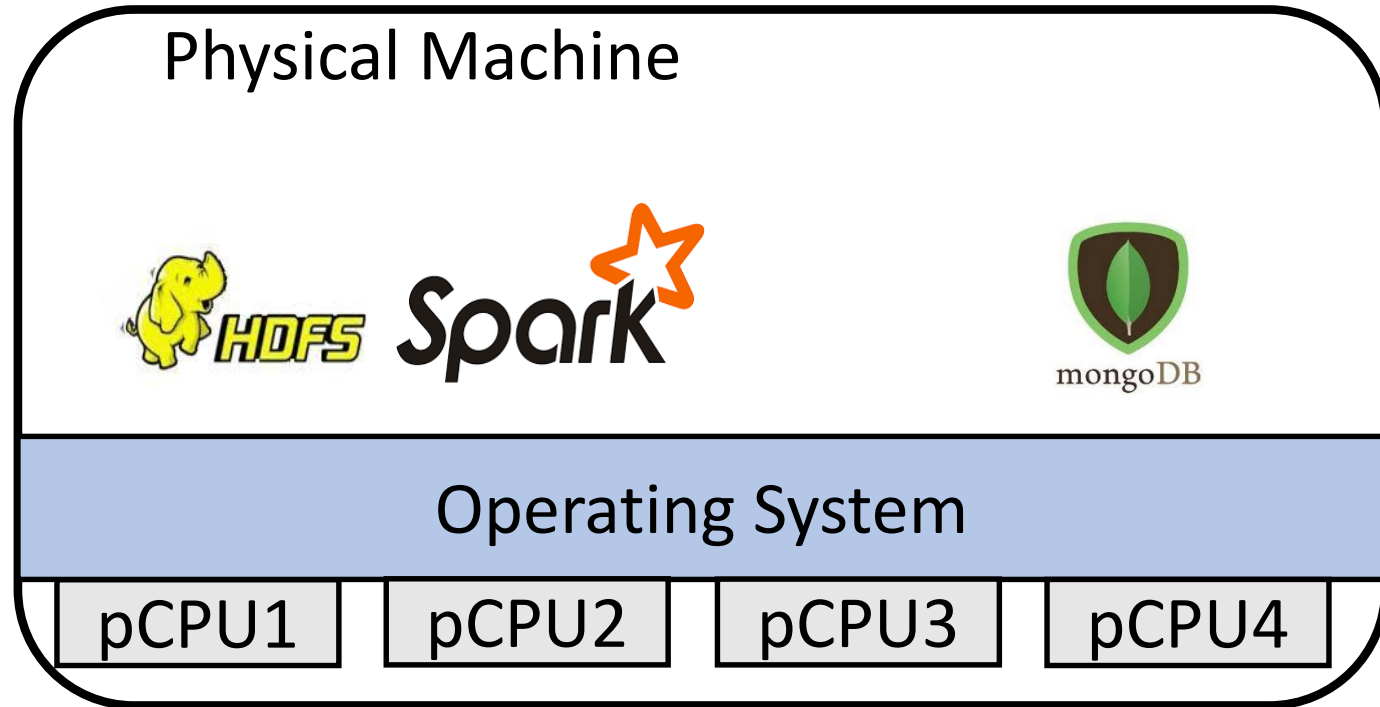 Physical Machine
HDFS
Spark
mongoDB
Operating System
pCPU1
pCPU2
pCPU3
pCPU4